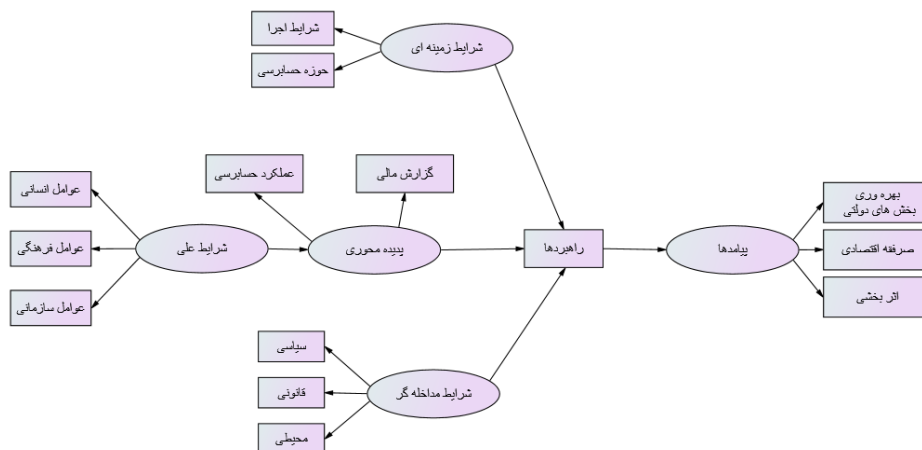 شرایط اجرا
شرایط زمینه ای
حوزه حسابرسی
عوامل انسانی
عملکرد حسابرسی
گزارش مالی
بهره وری
بخش های دولتی
عوامل فرهنگی
شرایط علی
پدیده محوری
راهبردها
پیامدها
صرفه اقتصادی
عوامل سازمانی
اثر بخشی
سیاسی
قانونی
شرایط مداخله گر
محیطی